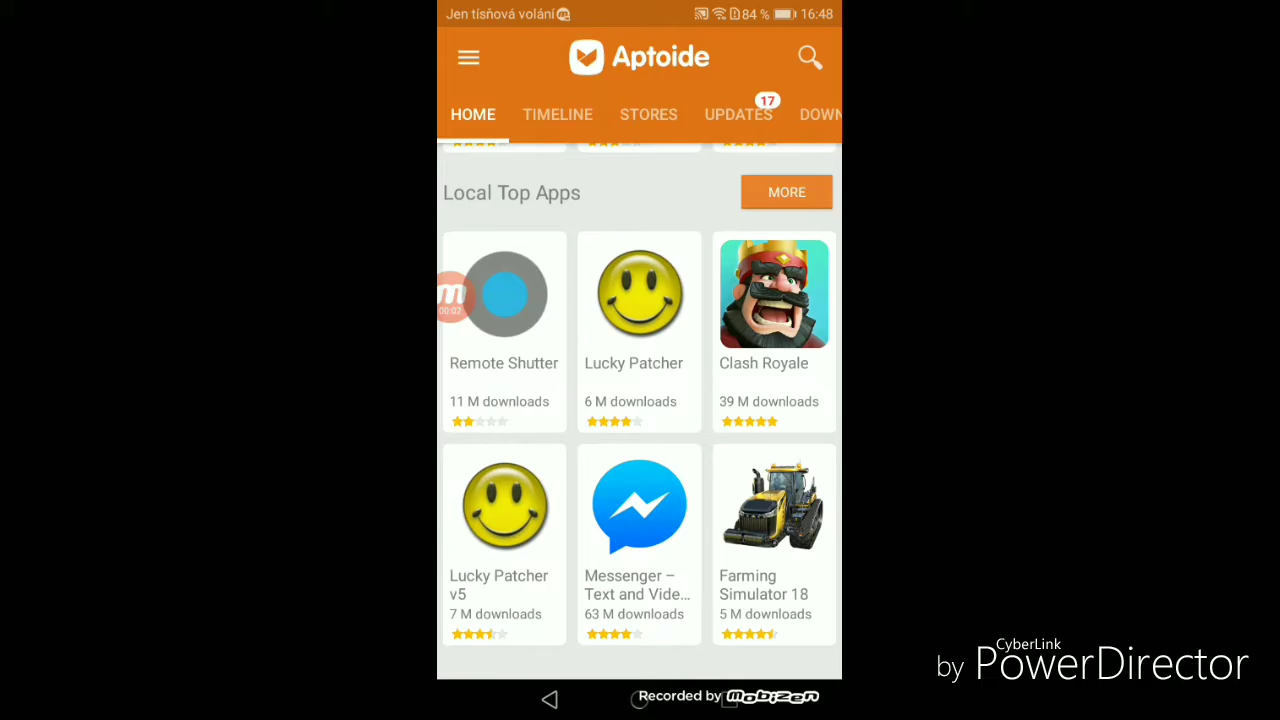 Jen tísňová volání 84 % 16:48
Aptoide
HOME TIMELINE STORES UPDATES 17 DOWN
Local Top Apps MORE
00:02
Remote Shutter Lucky Patcher Clash Royale
11 M downloads 6 M downloads 39 M downloads
Lucky Patcher v5
7 M downloads
Messenger – Text and Vide...
63 M downloads
Farming Simulator 18
5 M downloads
CyberLink
by PowerDirector
Recorded by mobizen